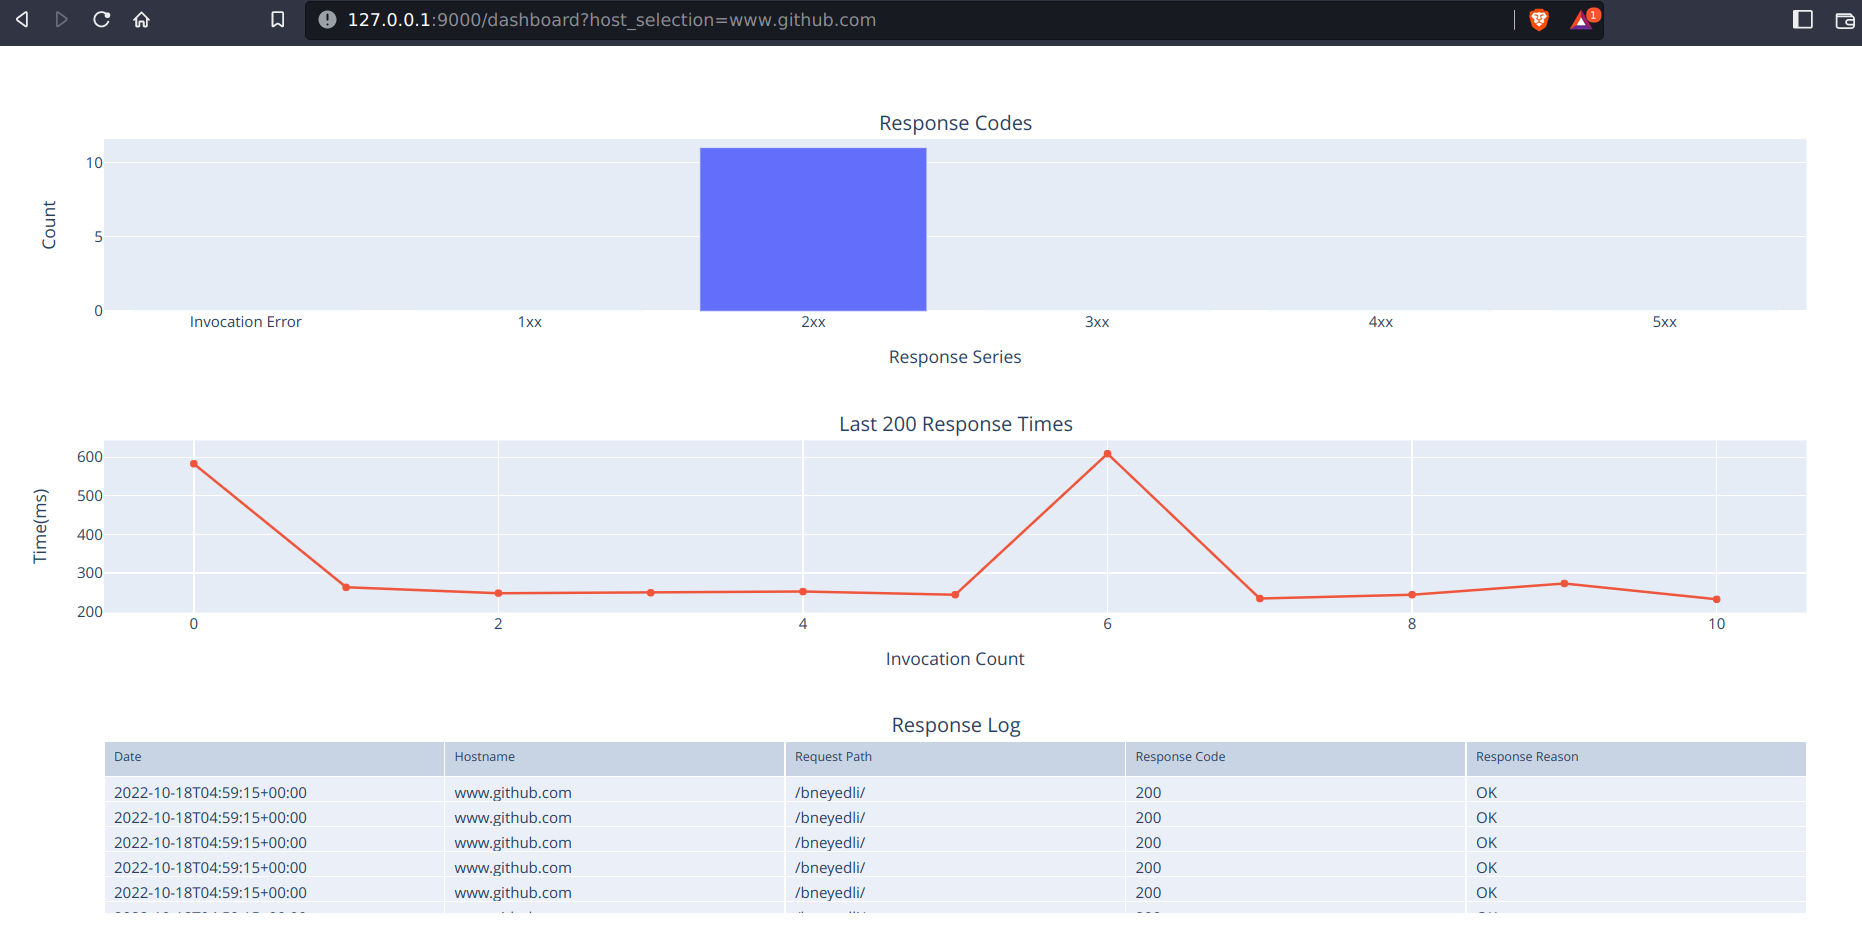 127.0.0.1:9000/dashboard?host_selection=www.github.com
1
Response Codes
10
5
0
Count
Invocation Error 1xx 2xx 3xx 4xx 5xx
Response Series
Last 200 Response Times
600
500
400
300
200
Time(ms)
0 2 4 6 8 10
Invocation Count
Response Log
Date Hostname Request Path Response Code Response Reason
2022-10-18T04:59:15+00:00 www.github.com /bneyedli/ 200 OK
2022-10-18T04:59:15+00:00 www.github.com /bneyedli/ 200 OK
2022-10-18T04:59:15+00:00 www.github.com /bneyedli/ 200 OK
2022-10-18T04:59:15+00:00 www.github.com /bneyedli/ 200 OK
2022-10-18T04:59:15+00:00 www.github.com /bneyedli/ 200 OK